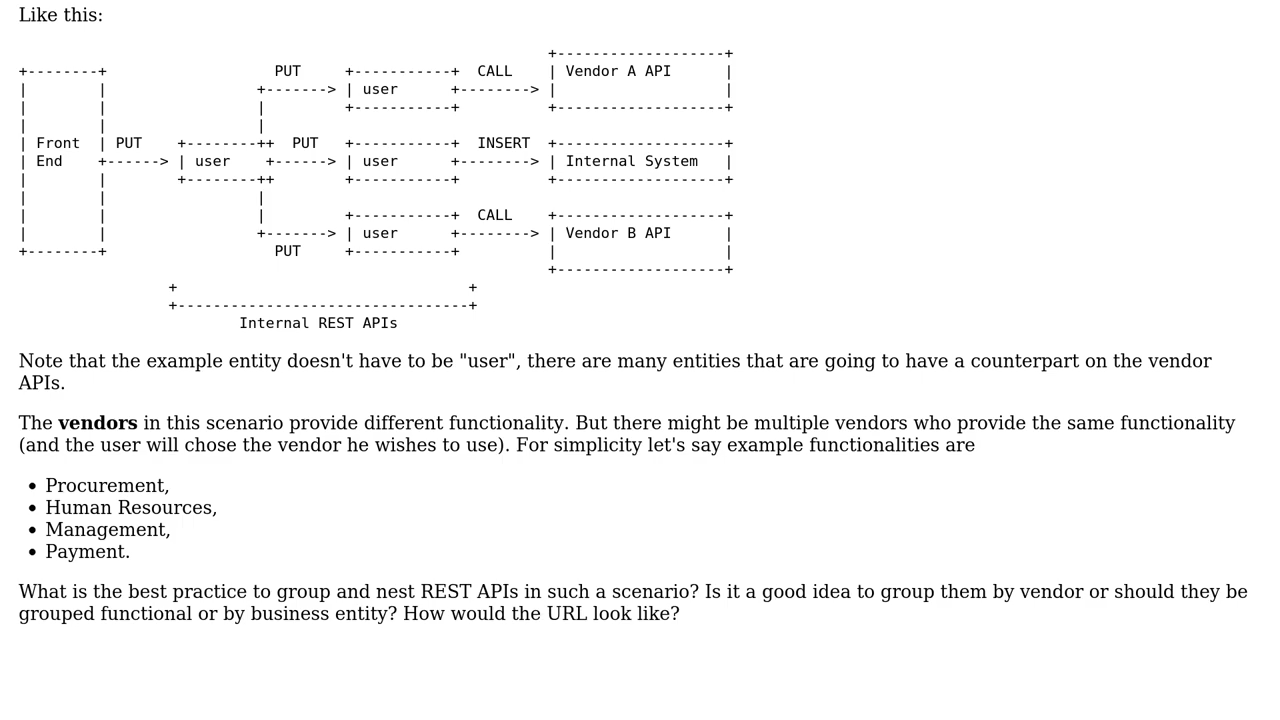 Like this:
                                                            +-------------------+
+--------+                   PUT     +-----------+  CALL    | Vendor A API      |
|        |                 +-------> | user      +--------> |                   |
|        |                 |         +-----------+          +-------------------+
|        |                 |
| Front  | PUT    +--------++  PUT   +-----------+  INSERT  +-------------------+
| End    +------> | user    +------> | user      +--------> | Internal System   |
|        |        +--------++        +-----------+          +-------------------+
|        |                 |
|        |                 |         +-----------+  CALL    +-------------------+
|        |                 +-------> | user      +--------> | Vendor B API      |
+--------+                   PUT     +-----------+          |                   |
                                                            +-------------------+
                 +                                 +
                 +---------------------------------+
                         Internal REST APIs
Note that the example entity doesn't have to be "user", there are many entities that are going to have a counterpart on the vendor
APIs.
The vendors in this scenario provide different functionality. But there might be multiple vendors who provide the same functionality
(and the user will chose the vendor he wishes to use). For simplicity let's say example functionalities are
• Procurement,
• Human Resources,
• Management,
• Payment.
What is the best practice to group and nest REST APIs in such a scenario? Is it a good idea to group them by vendor or should they be
grouped functional or by business entity? How would the URL look like?